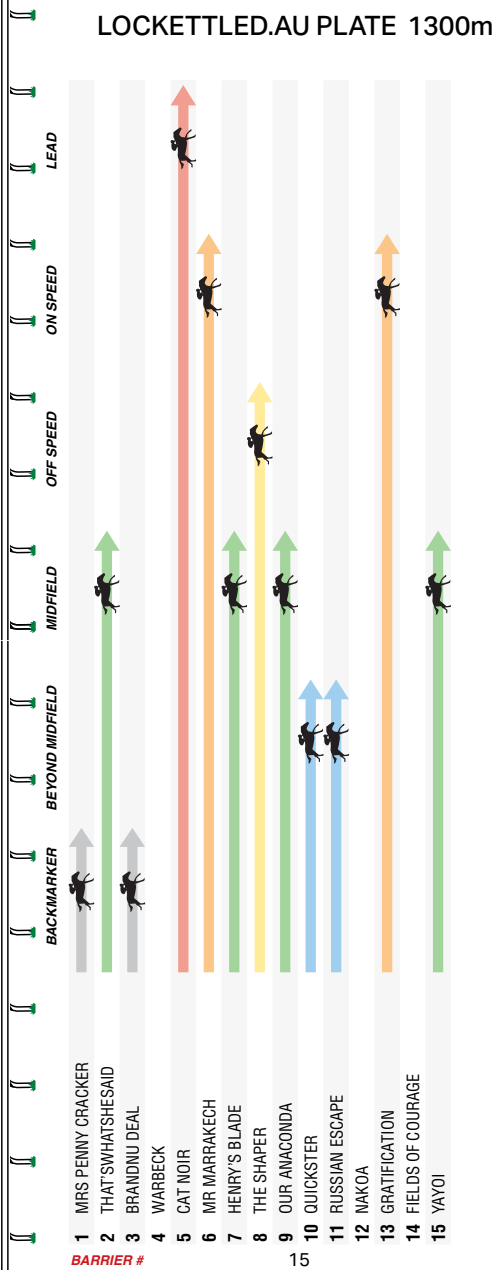 LOCKETTLED.AU PLATE 1300m
LEAD
ON SPEED
OFF SPEED
MIDFIELD
BEYOND MIDFIELD
BACKMARKER
1 MRS PENNY CRACKER
2 THAT'SWHATSHESAID
3 BRANDNU DEAL
4 WARBECK
5 CAT NOIR
6 MR MARRAKECH
7 HENRY'S BLADE
8 THE SHAPER
9 OUR ANACONDA
10 QUICKSTER
11 RUSSIAN ESCAPE
12 NAKOA
13 GRATIFICATION
14 FIELDS OF COURAGE
15 YAYOI
BARRIER #
15